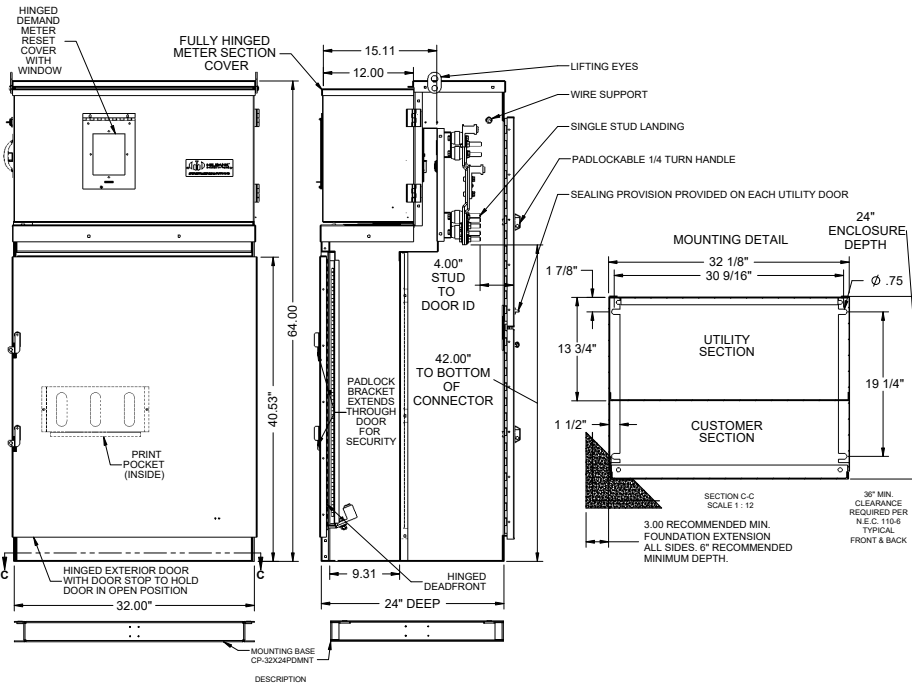 HINGED
DEMAND
METER
RESET
COVER
WITH
WINDOW
FULLY HINGED
METER SECTION
COVER
15.11
12.00
LIFTING EYES
WIRE SUPPORT
SINGLE STUD LANDING
PADLOCKABLE 1/4 TURN HANDLE
SEALING PROVISION PROVIDED ON EACH UTILITY DOOR
MILBANK
64.00
40.53"
4.00"
STUD
TO
DOOR ID
42.00"
TO BOTTOM
OF
CONNECTOR
PADLOCK
BRACKET
EXTENDS
THROUGH
DOOR
FOR
SECURITY
PRINT
POCKET
(INSIDE)
C
C
HINGED EXTERIOR DOOR
WITH DOOR STOP TO HOLD
DOOR IN OPEN POSITION
32.00"
9.31
HINGED
DEADFRONT
24" DEEP
MOUNTING BASE
CP-32X24PDMNT
DESCRIPTION
MOUNTING DETAIL
24"
ENCLOSURE
DEPTH
32 1/8"
30 9/16"
1 7/8"
Ø .75
13 3/4"
UTILITY
SECTION
19 1/4"
1 1/2"
CUSTOMER
SECTION
SECTION C-C
SCALE 1 : 12
3.00 RECOMMENDED MIN.
FOUNDATION EXTENSION
ALL SIDES. 6" RECOMMENDED
MINIMUM DEPTH.
36" MIN.
CLEARANCE
REQUIRED PER
N.E.C. 110-6
TYPICAL
FRONT & BACK